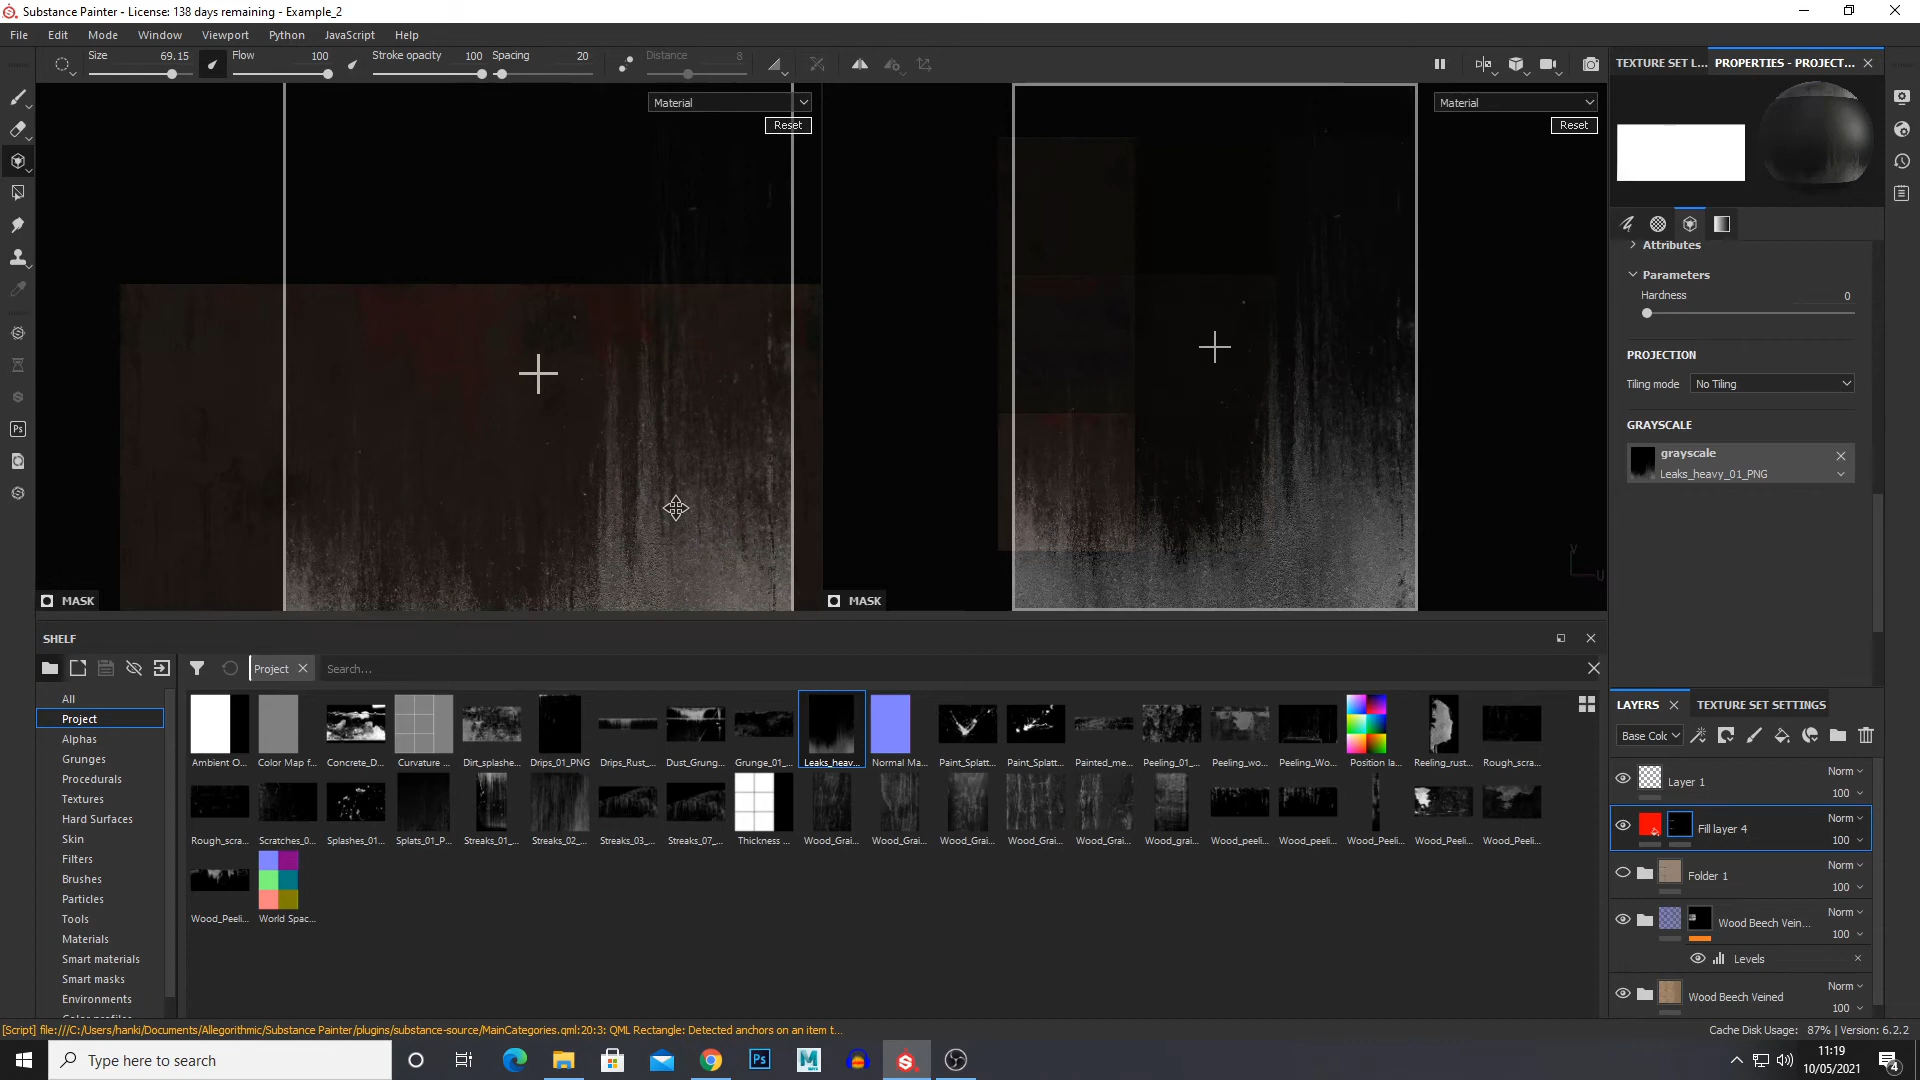 Substance Painter - License: 138 days remaining - Example_2
File Edit Mode Window Viewport Python JavaScript Help
Size 69.15 Flow 100 Stroke opacity 100 Spacing 20 Distance 8
TEXTURE SET L... PROPERTIES - PROJECT...
Material
Reset
Material
Reset
Attributes
Parameters
Hardness 0
PROJECTION
Tiling mode No Tiling
GRAYSCALE
grayscale
Leaks_heavy_01_PNG
MASK
MASK
V
U
SHELF
Project
Search...
All
Project
Alphas
Grunges
Procedurals
Textures
Hard Surfaces
Skin
Filters
Brushes
Particles
Tools
Materials
Smart materials
Smart masks
Environments
Color profiles
Ambient O... Color Map f... Concrete_D... Curvature ... Dirt_splashe... Drips_01_PNG Drips_Rust_... Dust_Grung... Grunge_01_... Leaks_heav... Normal Ma... Paint_Splatt... Paint_Splatt... Painted_me... Peeling_01_... Peeling_wo... Peeling_Wo... Position la... Reeling_rust... Rough_scra...
Rough_scra... Scratches_0... Splashes_01... Splats_01_P... Streaks_01_... Streaks_02_... Streaks_03_... Streaks_07_... Thickness ... Wood_Grai... Wood_Grai... Wood_Grai... Wood_Grai... Wood_Grai... Wood_grai... Wood_peeli... Wood_peeli... Wood_Peeli... Wood_Peeli... Wood_Peeli...
Wood_Peeli... World Spac...
LAYERS TEXTURE SET SETTINGS
Base Colo
Layer 1 Norm
100
Fill layer 4 Norm
100
Folder 1 Norm
100
Wood Beech Vein... Norm
100
Levels
Wood Beech Veined Norm
100
[Script] file:///C:/Users/hanki/Documents/Allegorithmic/Substance Painter/plugins/substance-source/MainCategories.qml:20:3: QML Rectangle: Detected anchors on an item t...
Cache Disk Usage: 87% | Version: 6.2.2
Ps
Type here to search
Ps
M
11:19
10/05/2021
4